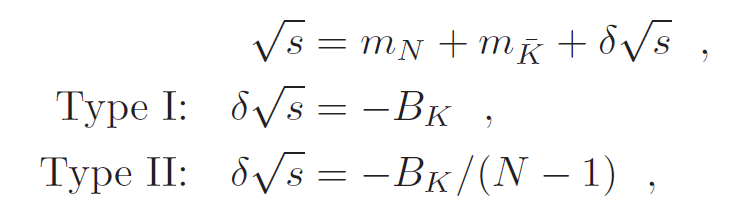 √s = m_N + m_K̄ + δ√s ,
Type I: δ√s = −B_K ,
Type II: δ√s = −B_K/(N − 1) ,